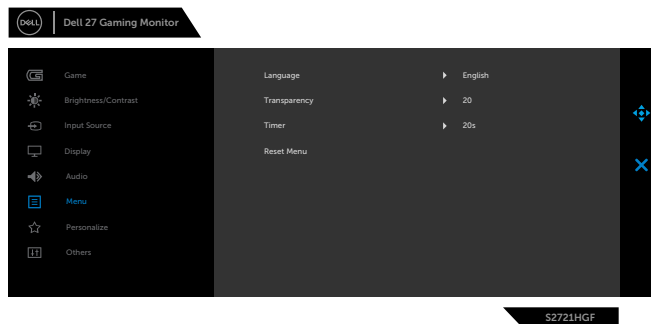 DELL
Dell 27 Gaming Monitor
Game
Brightness/Contrast
Input Source
Display
Audio
Menu
Personalize
Others
Language English
Transparency 20
Timer 20s
Reset Menu
S2721HGF